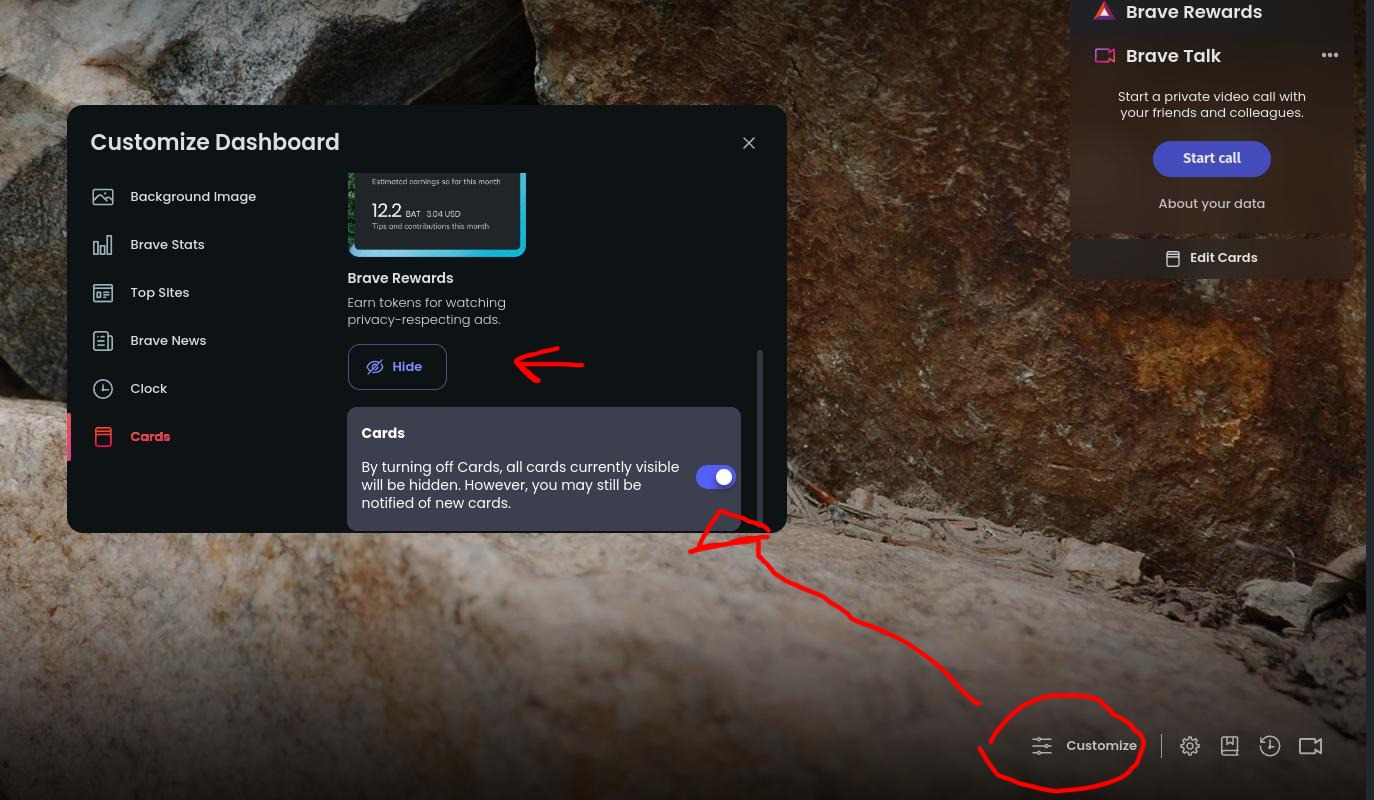 Brave Rewards
Brave Talk
Start a private video call with
your friends and colleagues.
Start call
About your data
Edit Cards
Customize Dashboard
Background Image
Brave Stats
Top Sites
Brave News
Clock
Cards
Estimated earnings so far this month
12.2 BAT 3.04 USD
Tips and contributions this month
Brave Rewards
Earn tokens for watching
privacy-respecting ads.
Hide
Cards
By turning off Cards, all cards currently visible
will be hidden. However, you may still be
notified of new cards.
Customize